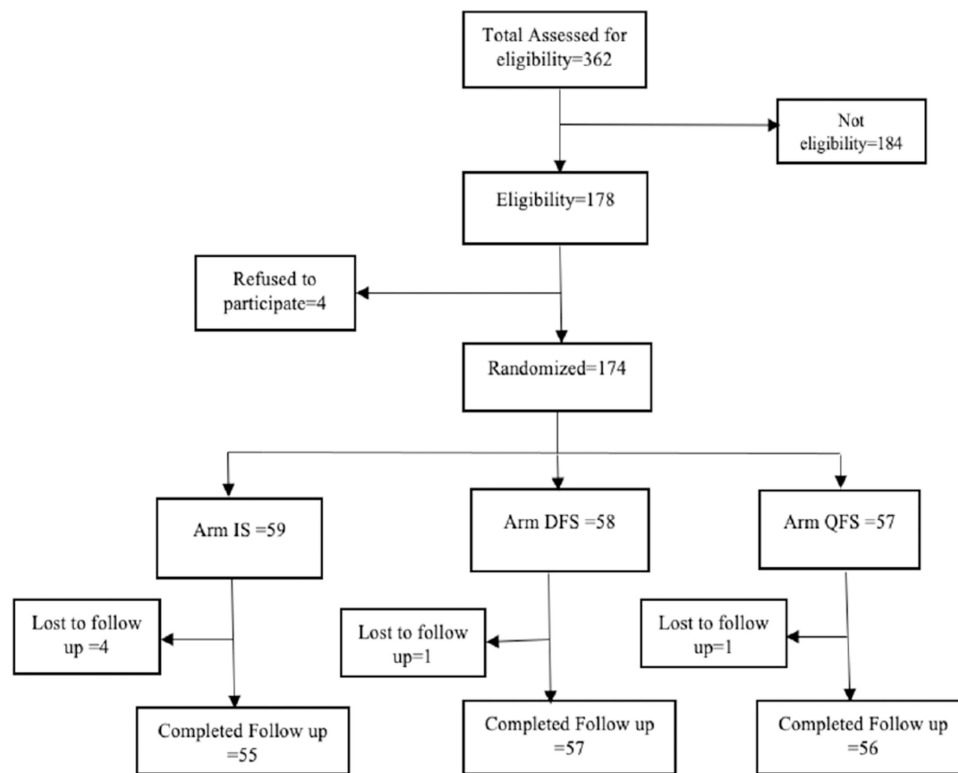 Total Assessed for
eligibility=362
Not
eligibility=184
Eligibility=178
Refused to
participate=4
Randomized=174
Arm IS =59
Arm DFS =58
Arm QFS =57
Lost to follow
up =4
Lost to follow
up=1
Lost to follow
up=1
Completed Follow up
=55
Completed Follow up
=57
Completed Follow up
=56